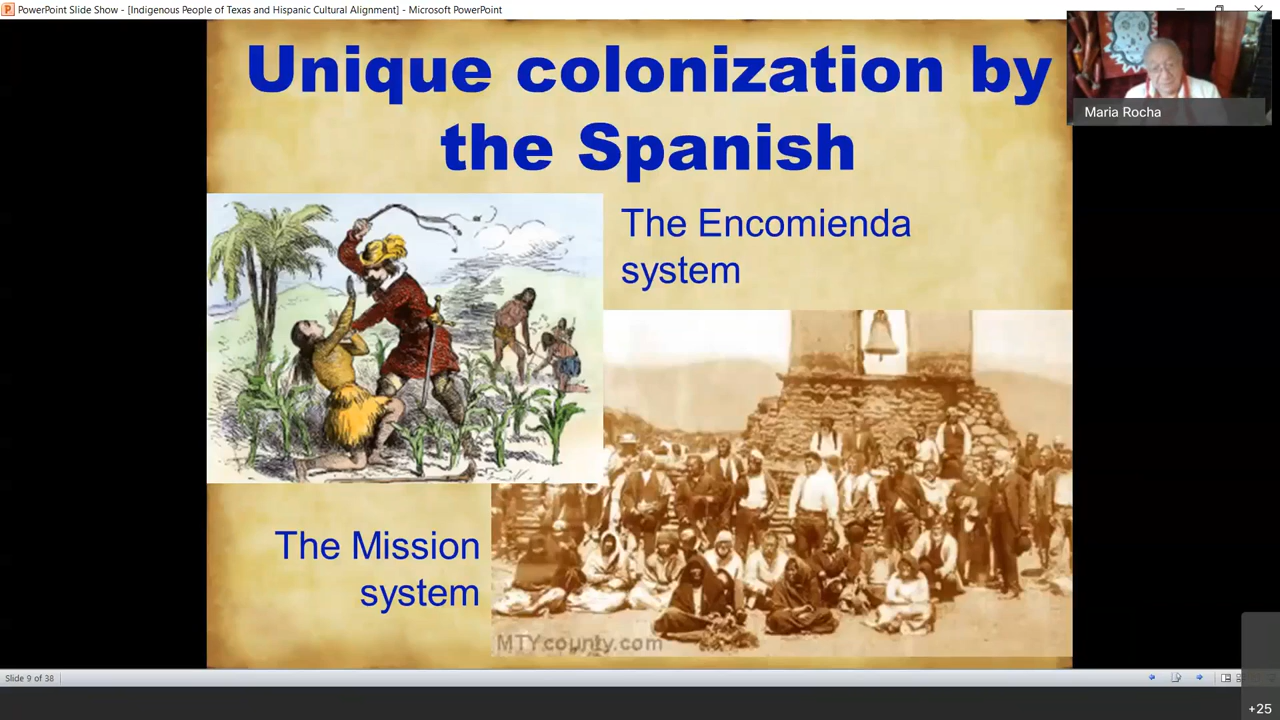 PowerPoint Slide Show - [Indigenous People of Texas and Hispanic Cultural Alignment] - Microsoft PowerPoint
Unique colonization by
the Spanish
Maria Rocha
The Encomienda
system
The Mission
system
MTYcounty.com
Slide 9 of 38
+25